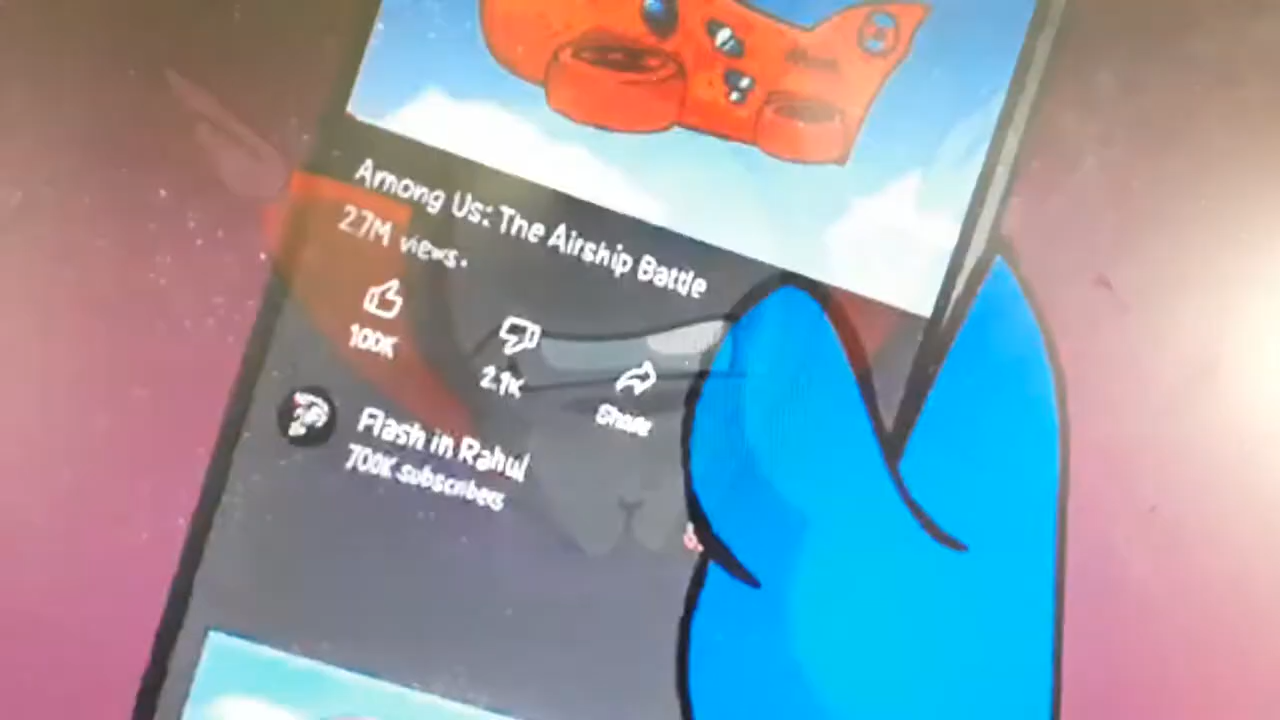 Among Us: The Airship Battle
27M views.
100K
2.1K
Share
Flash in Rahul
700K subscribers